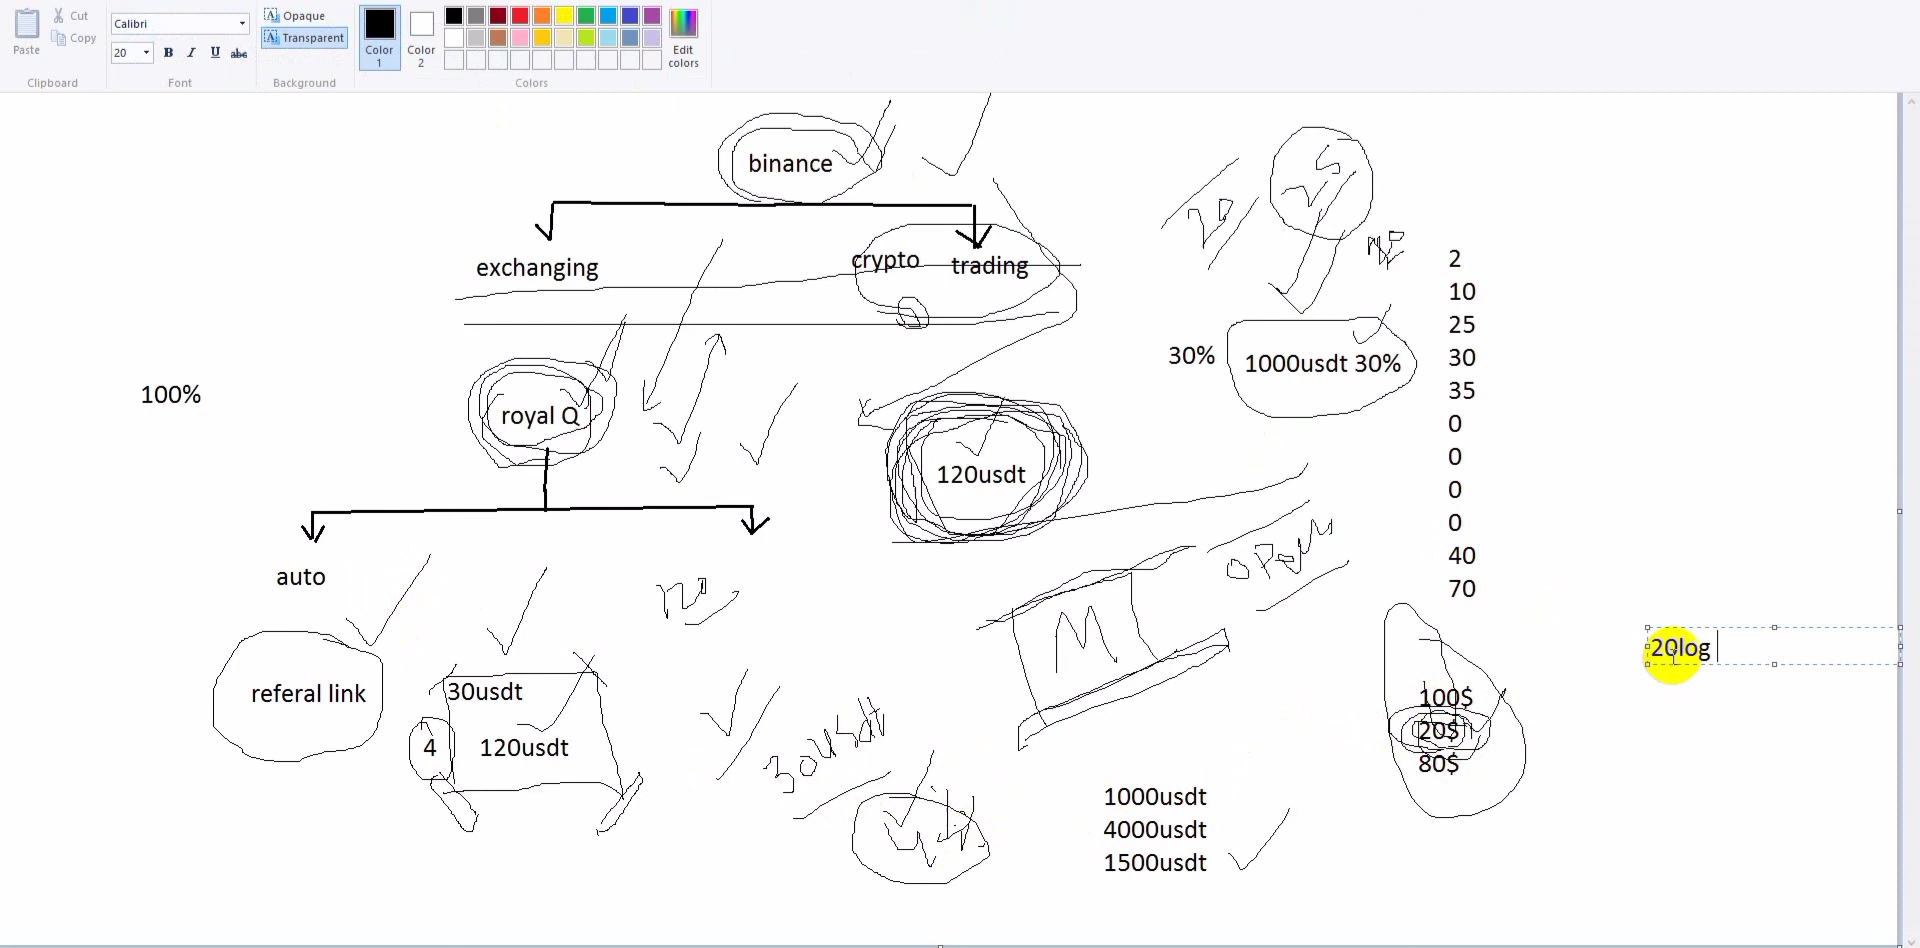 Paste
Cut
Copy
Clipboard
Calibri
20
B I U abc
Font
Opaque
Transparent
Background
Color 1
Color 2
Edit colors
Colors
binance
exchanging
crypto trading
100%
royal Q
120usdt
30%
1000usdt 30%
2
10
25
30
35
0
0
0
0
40
70
auto
referal link
30usdt
4
120usdt
30usdt
M
1000usdt
4000usdt
1500usdt
100$
20$
80$
20log